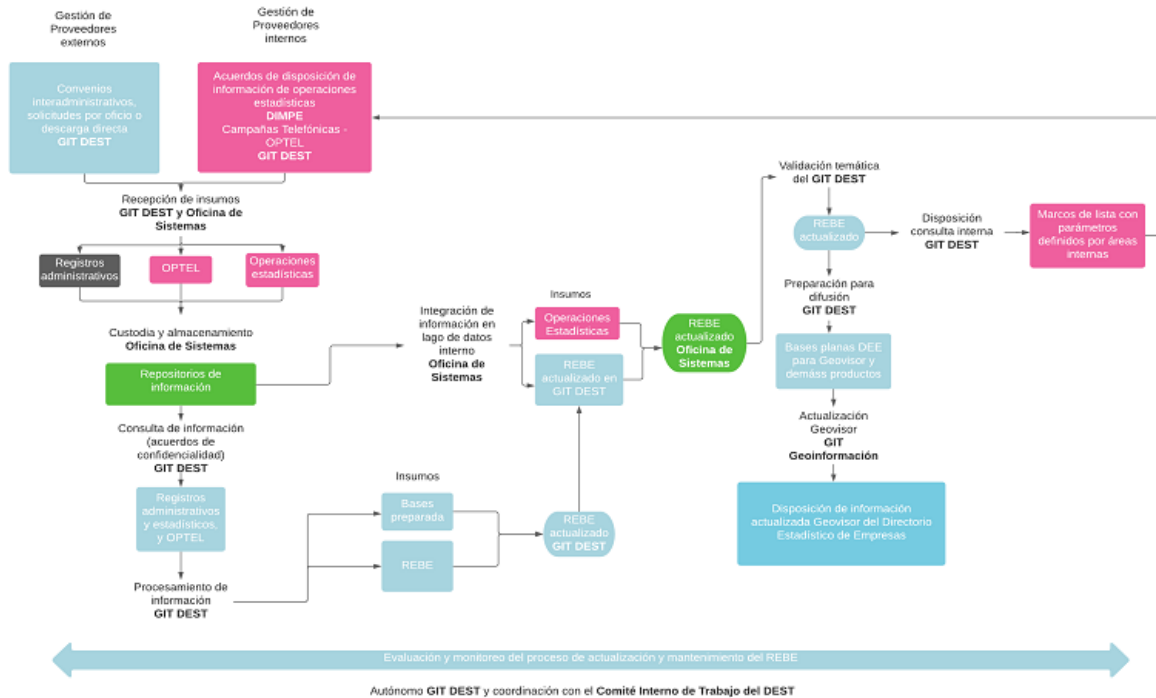 Gestión de
Proveedores
externos
Gestión de
Proveedores
internos
Convenios
interadministrativos,
solicitudes por oficio o
descarga directa
GIT DEST
Acuerdos de disposición de
información de operaciones
estadísticas
DIMPE
Campañas Telefónicas -
OPTEL
GIT DEST
Recepción de insumos
GIT DEST y Oficina de
Sistemas
Registros
administrativos
OPTEL
Operaciones
estadísticas
Custodia y almacenamiento
Oficina de Sistemas
Repositorios de
información
Consulta de información
(acuerdos de
confidencialidad)
GIT DEST
Registros
administrativos
y estadísticos,
y OPTEL
Procesamiento de
información
GIT DEST
Insumos
Bases
preparada
REBE
REBE
actualizado
GIT DEST
Integración de
información en
lago de datos
interno
Oficina de
Sistemas
Insumos
Operaciones
Estadísticas
REBE
actualizado en
GIT DEST
REBE
actualizado
Oficina de
Sistemas
Validación temática
del GIT DEST
REBE
actualizado
Disposición
consulta interna
GIT DEST
Marcos de lista con
parámetros
definidos por áreas
internas
Preparación para
difusión
GIT DEST
Bases planas DEE
para Geovisor y
demáss productos
Actualización
Geovisor
GIT
Geoinformación
Disposición de información
actualizada Geovisor del Directorio
Estadístico de Empresas
Evaluación y monitoreo del proceso de actualización y mantenimiento del REBE
Autónomo GIT DEST y coordinación con el Comité Interno de Trabajo del DEST